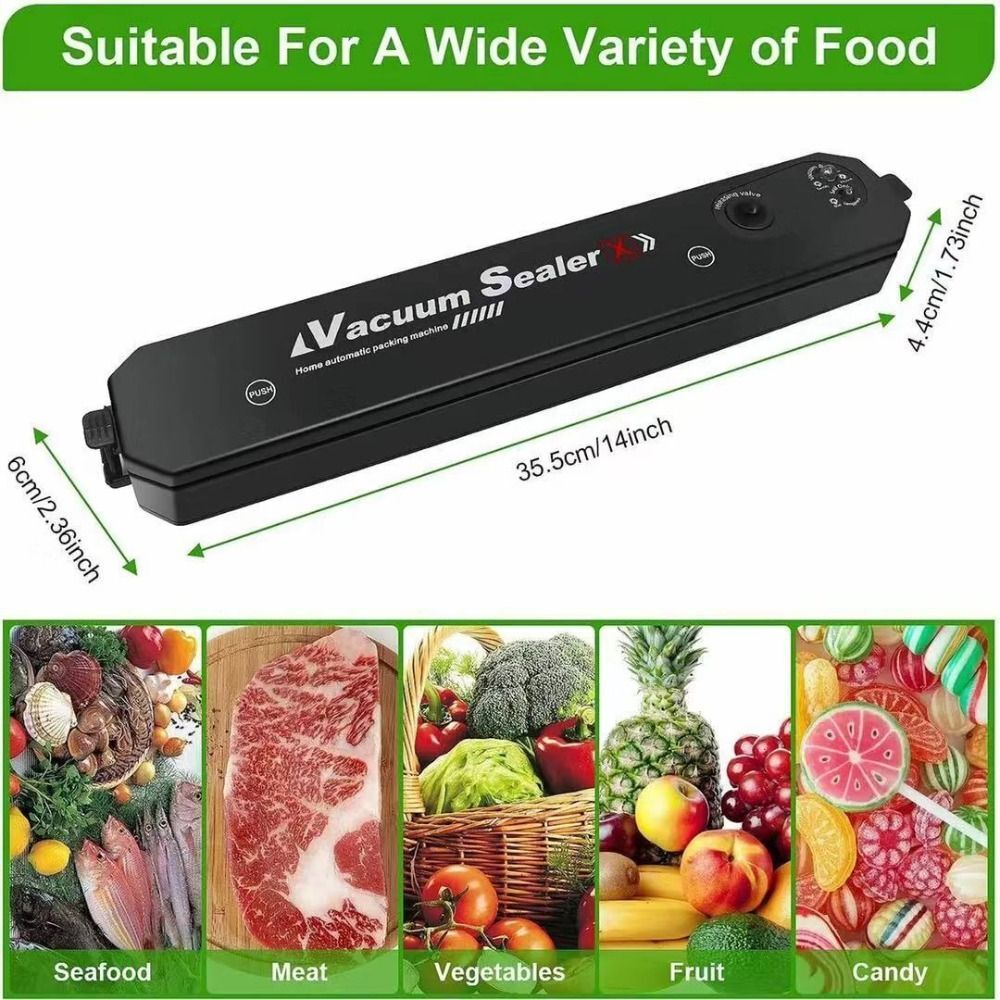 Suitable For A Wide Variety of Food
Vacuum Sealer X
Home automatic packing machine
PUSH
PUSH
valve
4.4cm/1.73inch
35.5cm/14inch
6cm/2.36inch
Seafood
Meat
Vegetables
Fruit
Candy